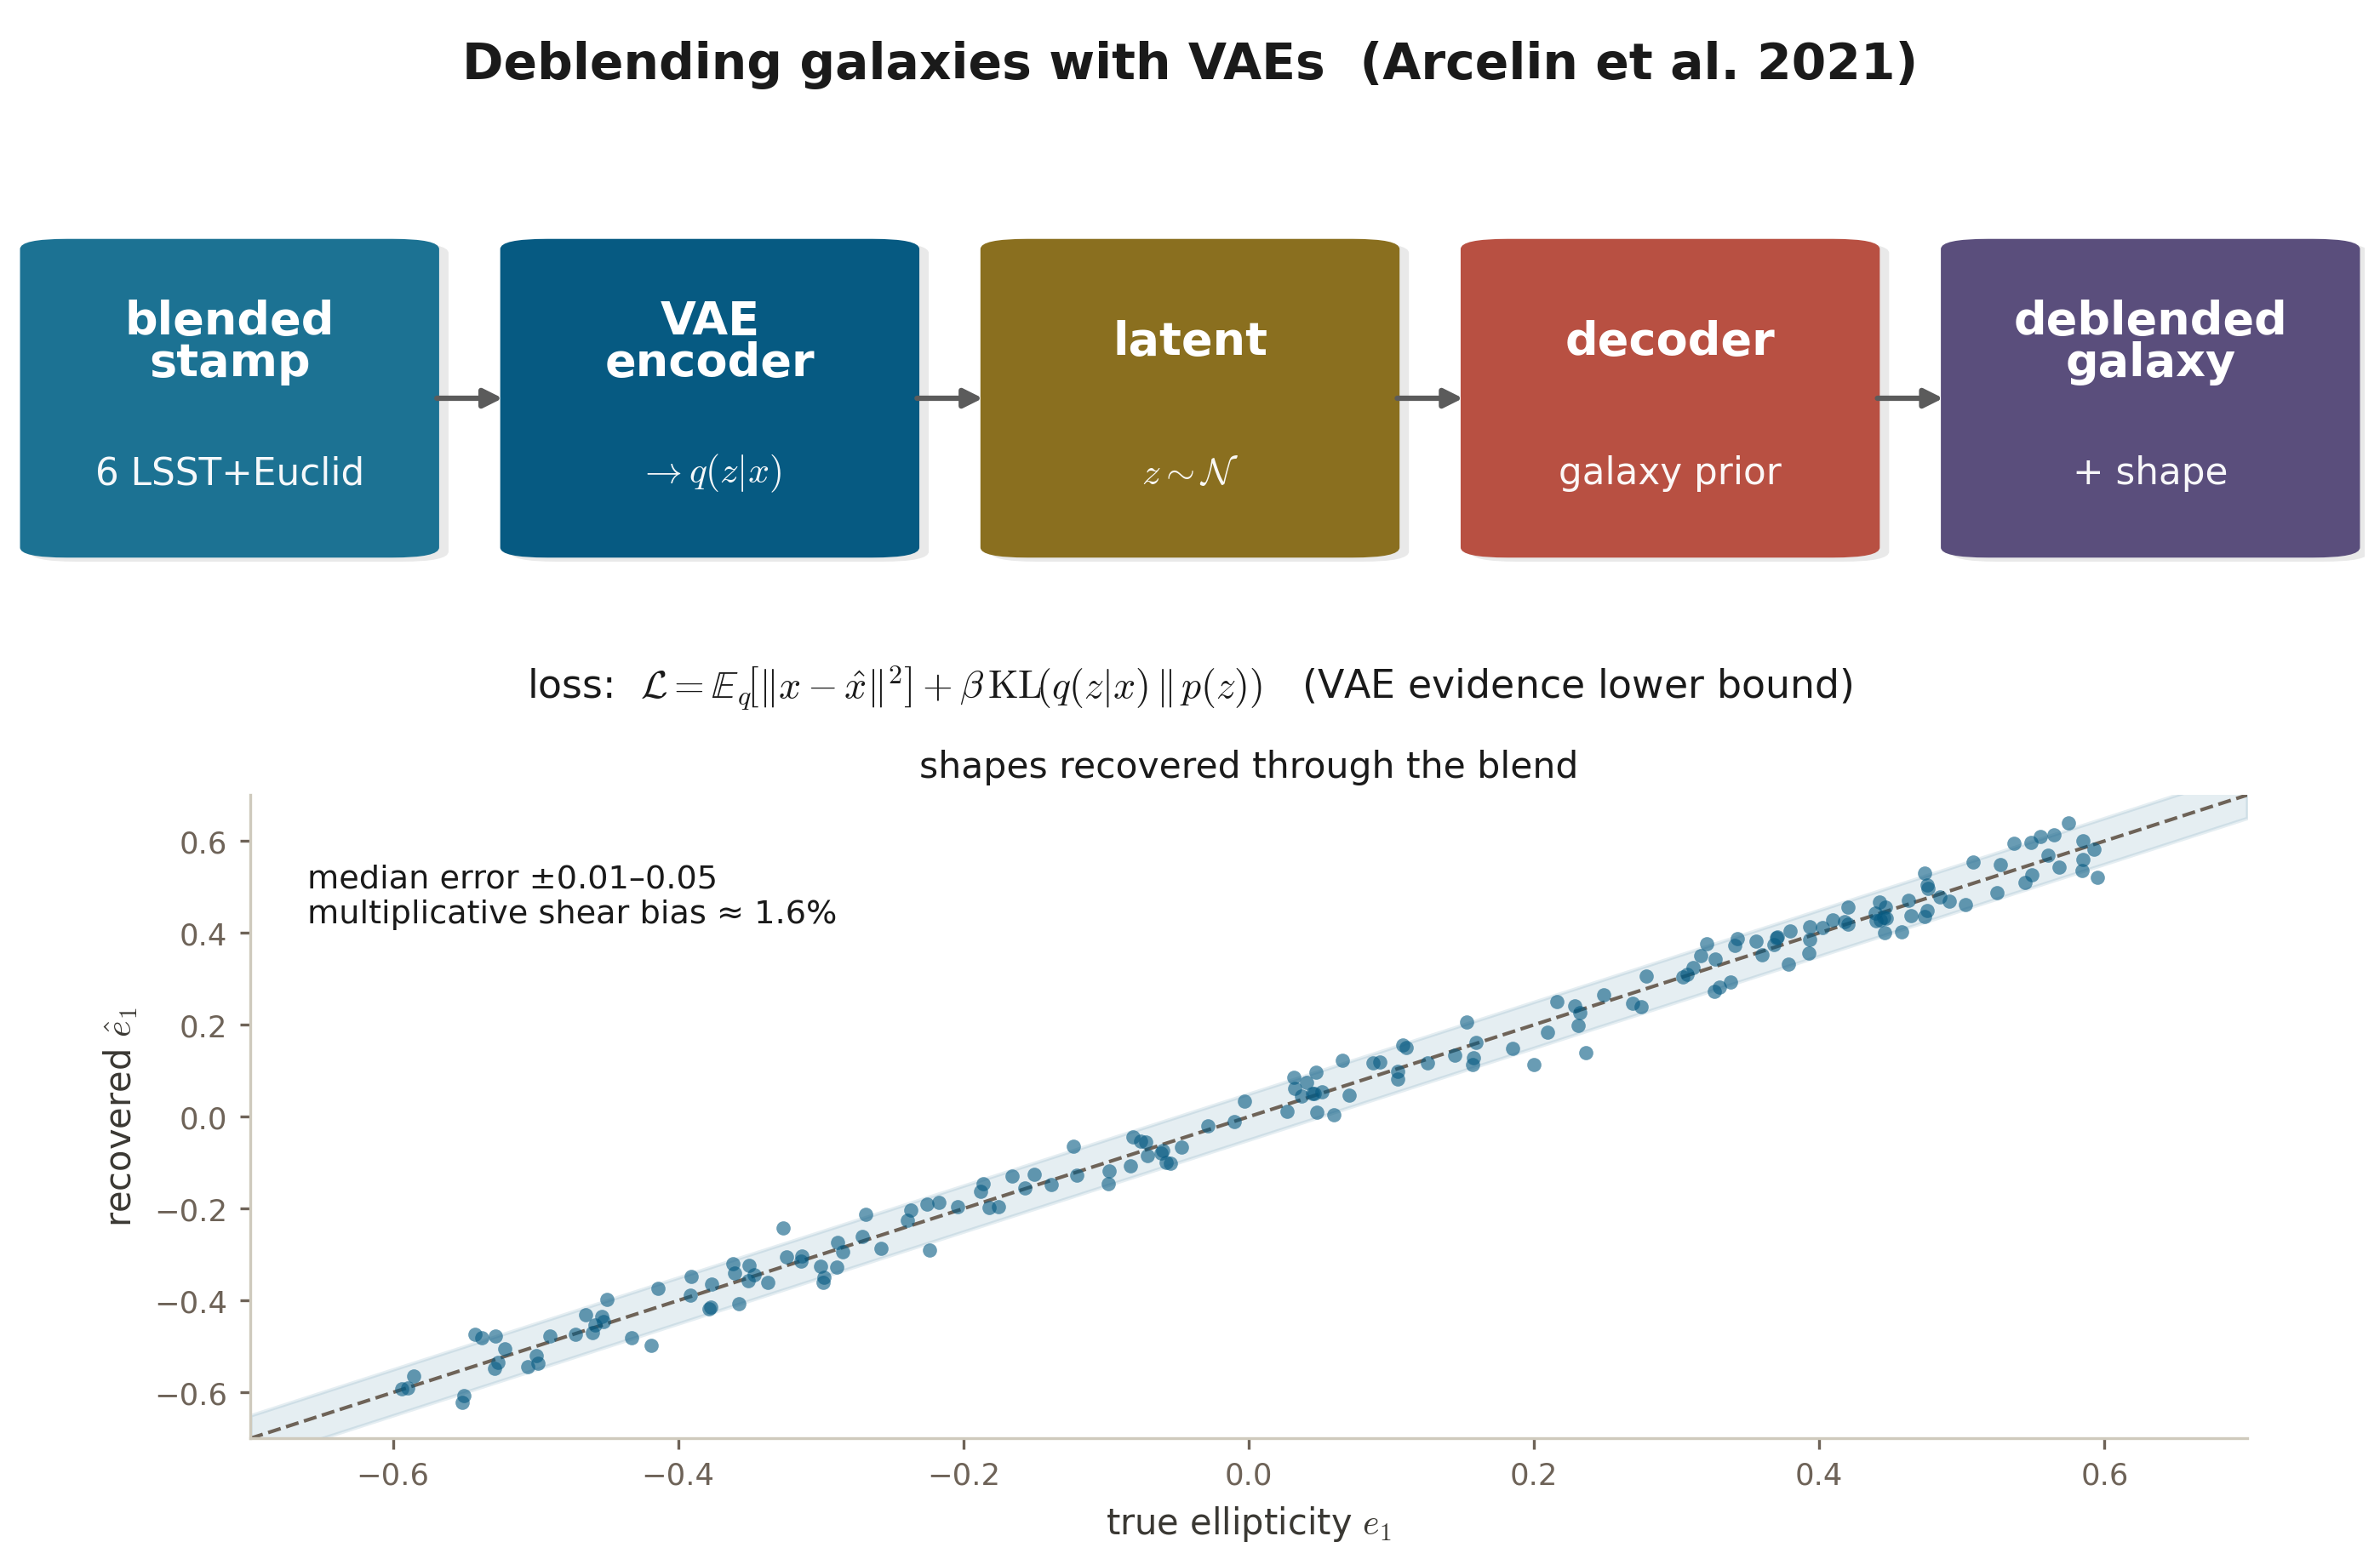 Deblending galaxies with VAEs (Arcelin et al. 2021)
blended
stamp
6 LSST+Euclid
VAE
encoder
→ q(z|x)
latent
z ∼ 𝒩
decoder
galaxy prior
deblended
galaxy
+ shape
loss: ℒ = 𝔼_q[‖x − x̂‖²] + β KL(q(z|x) ‖ p(z)) (VAE evidence lower bound)
shapes recovered through the blend
median error ±0.01–0.05
multiplicative shear bias ≈ 1.6%
recovered ê₁
0.6
0.4
0.2
0.0
−0.2
−0.4
−0.6
−0.6
−0.4
−0.2
0.0
0.2
0.4
0.6
true ellipticity e₁